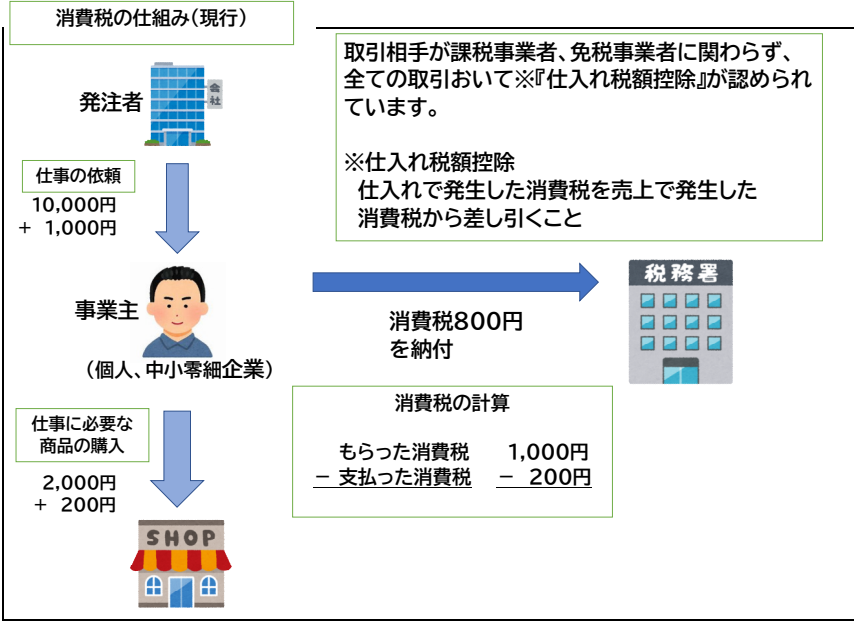 消費税の仕組み（現行）
発注者
会社
仕事の依頼
10,000円
+ 1,000円
取引相手が課税事業者、免税事業者に関わらず、
全ての取引おいて※『仕入れ税額控除』が認められ
ています。
※仕入れ税額控除
仕入れで発生した消費税を売上で発生した
消費税から差し引くこと
事業主
（個人、中小零細企業）
消費税800円
を納付
税務署
仕事に必要な
商品の購入
2,000円
+ 200円
SHOP
消費税の計算
もらった消費税 1,000円
− 支払った消費税 − 200円